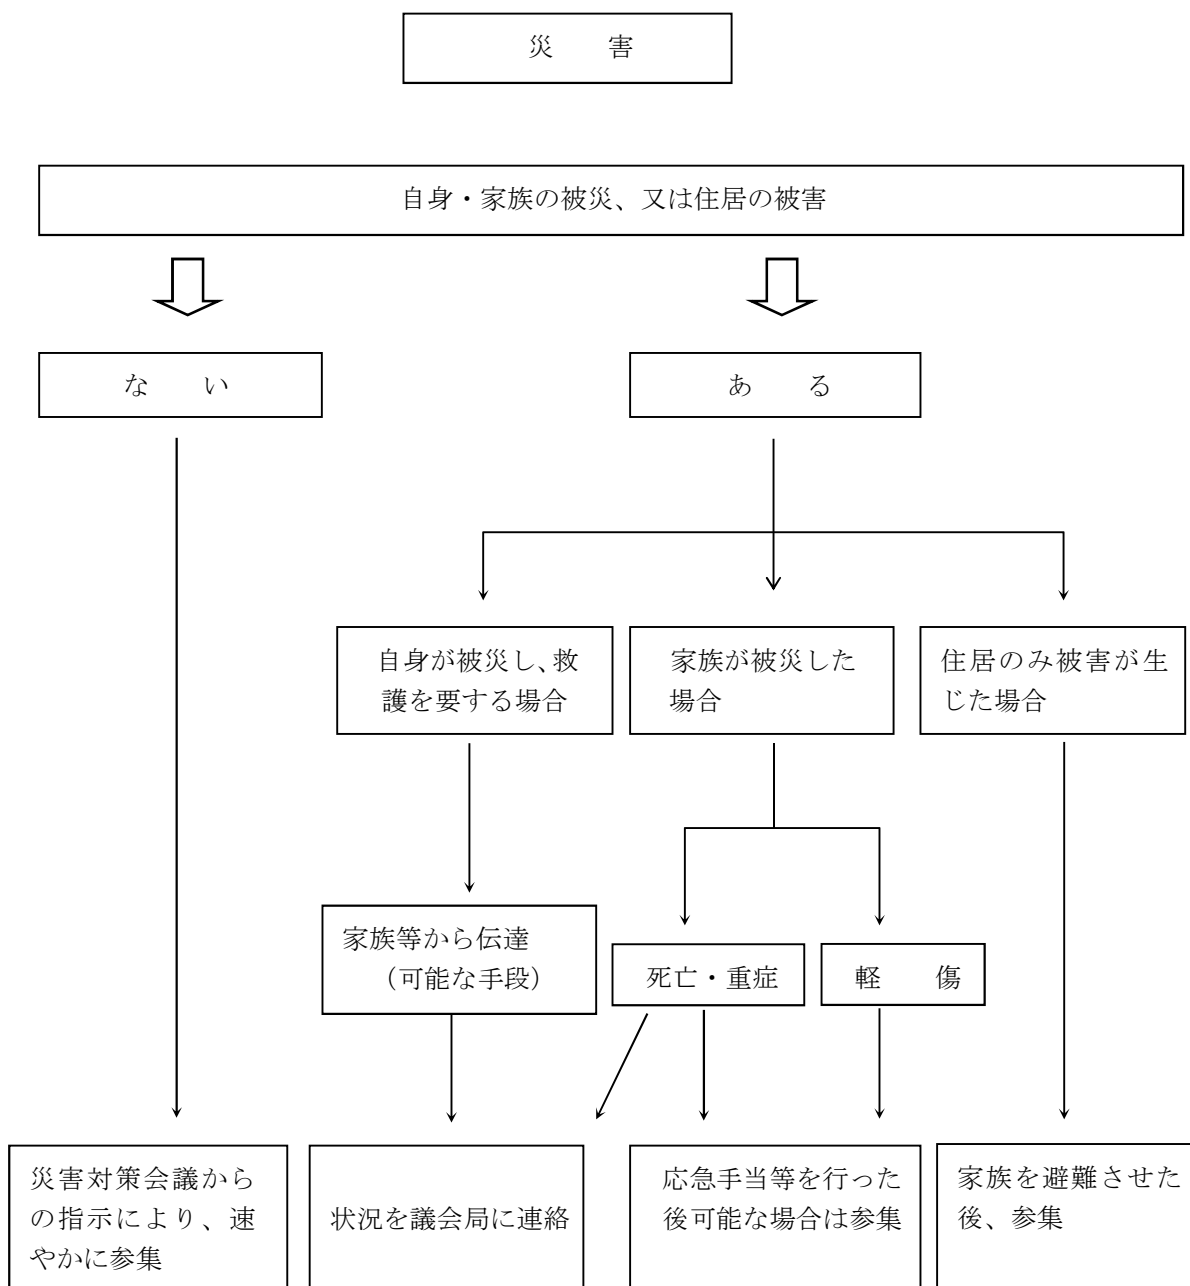 災　害
自身・家族の被災、又は住居の被害
な　い
あ　る
自身が被災し、救
護を要する場合
家族が被災した
場合
住居のみ被害が生
じた場合
家族等から伝達
（可能な手段）
死亡・重症
軽　傷
災害対策会議から
の指示により、速
やかに参集
状況を議会局に連絡
応急手当等を行った
後可能な場合は参集
家族を避難させた
後、参集